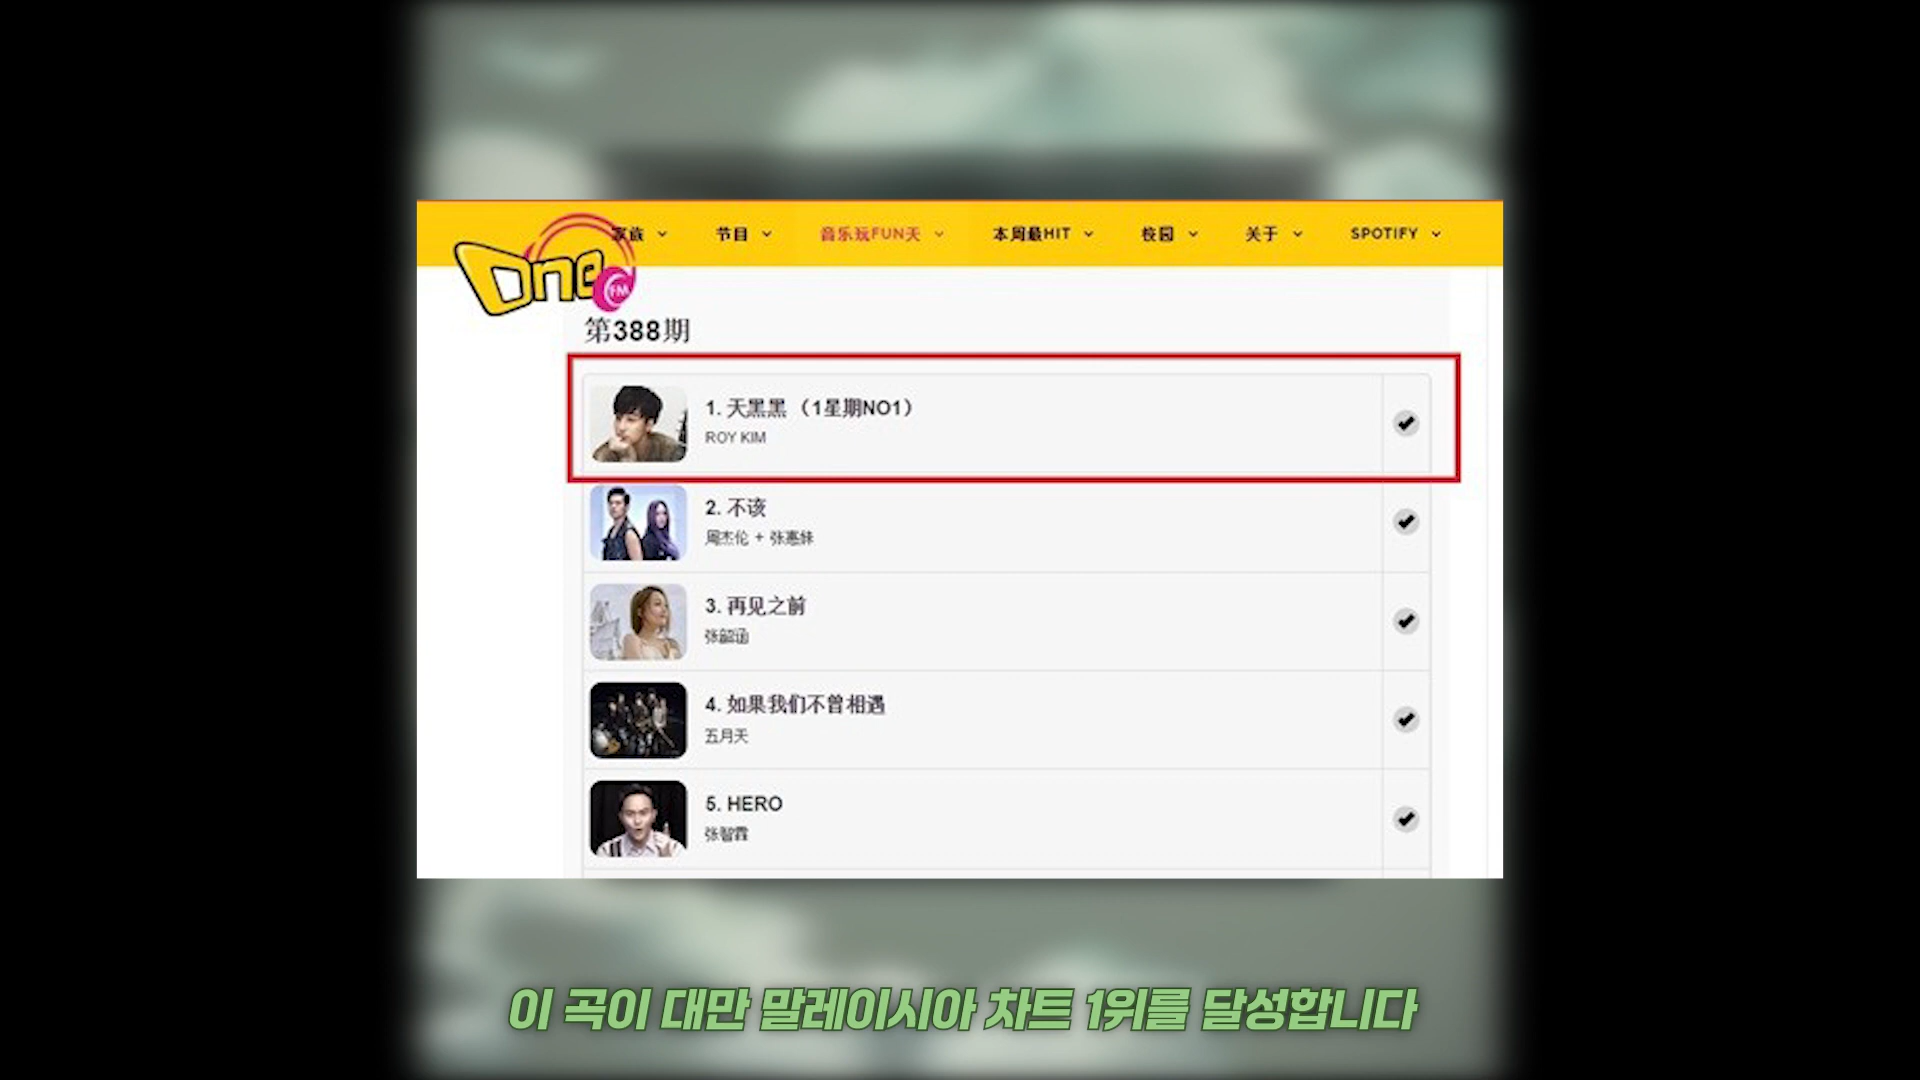 One FM
家族 节目 音乐玩FUN天 本周最HIT 校园 关于 SPOTIFY
第388期
1. 天黑黑 （1星期NO1）
ROY KIM
2. 不该
周杰伦 + 张惠妹
3. 再见之前
张韶涵
4. 如果我们不曾相遇
五月天
5. HERO
张智霖
이 곡이 대만 말레이시아 차트 1위를 달성합니다